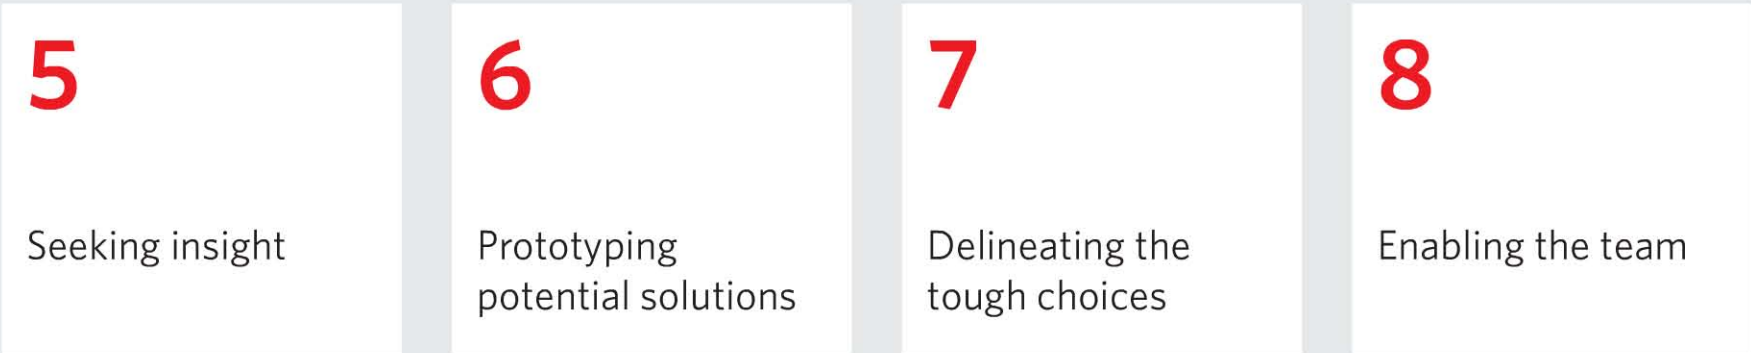 5
Seeking insight
6
Prototyping
potential solutions
7
Delineating the
tough choices
8
Enabling the team